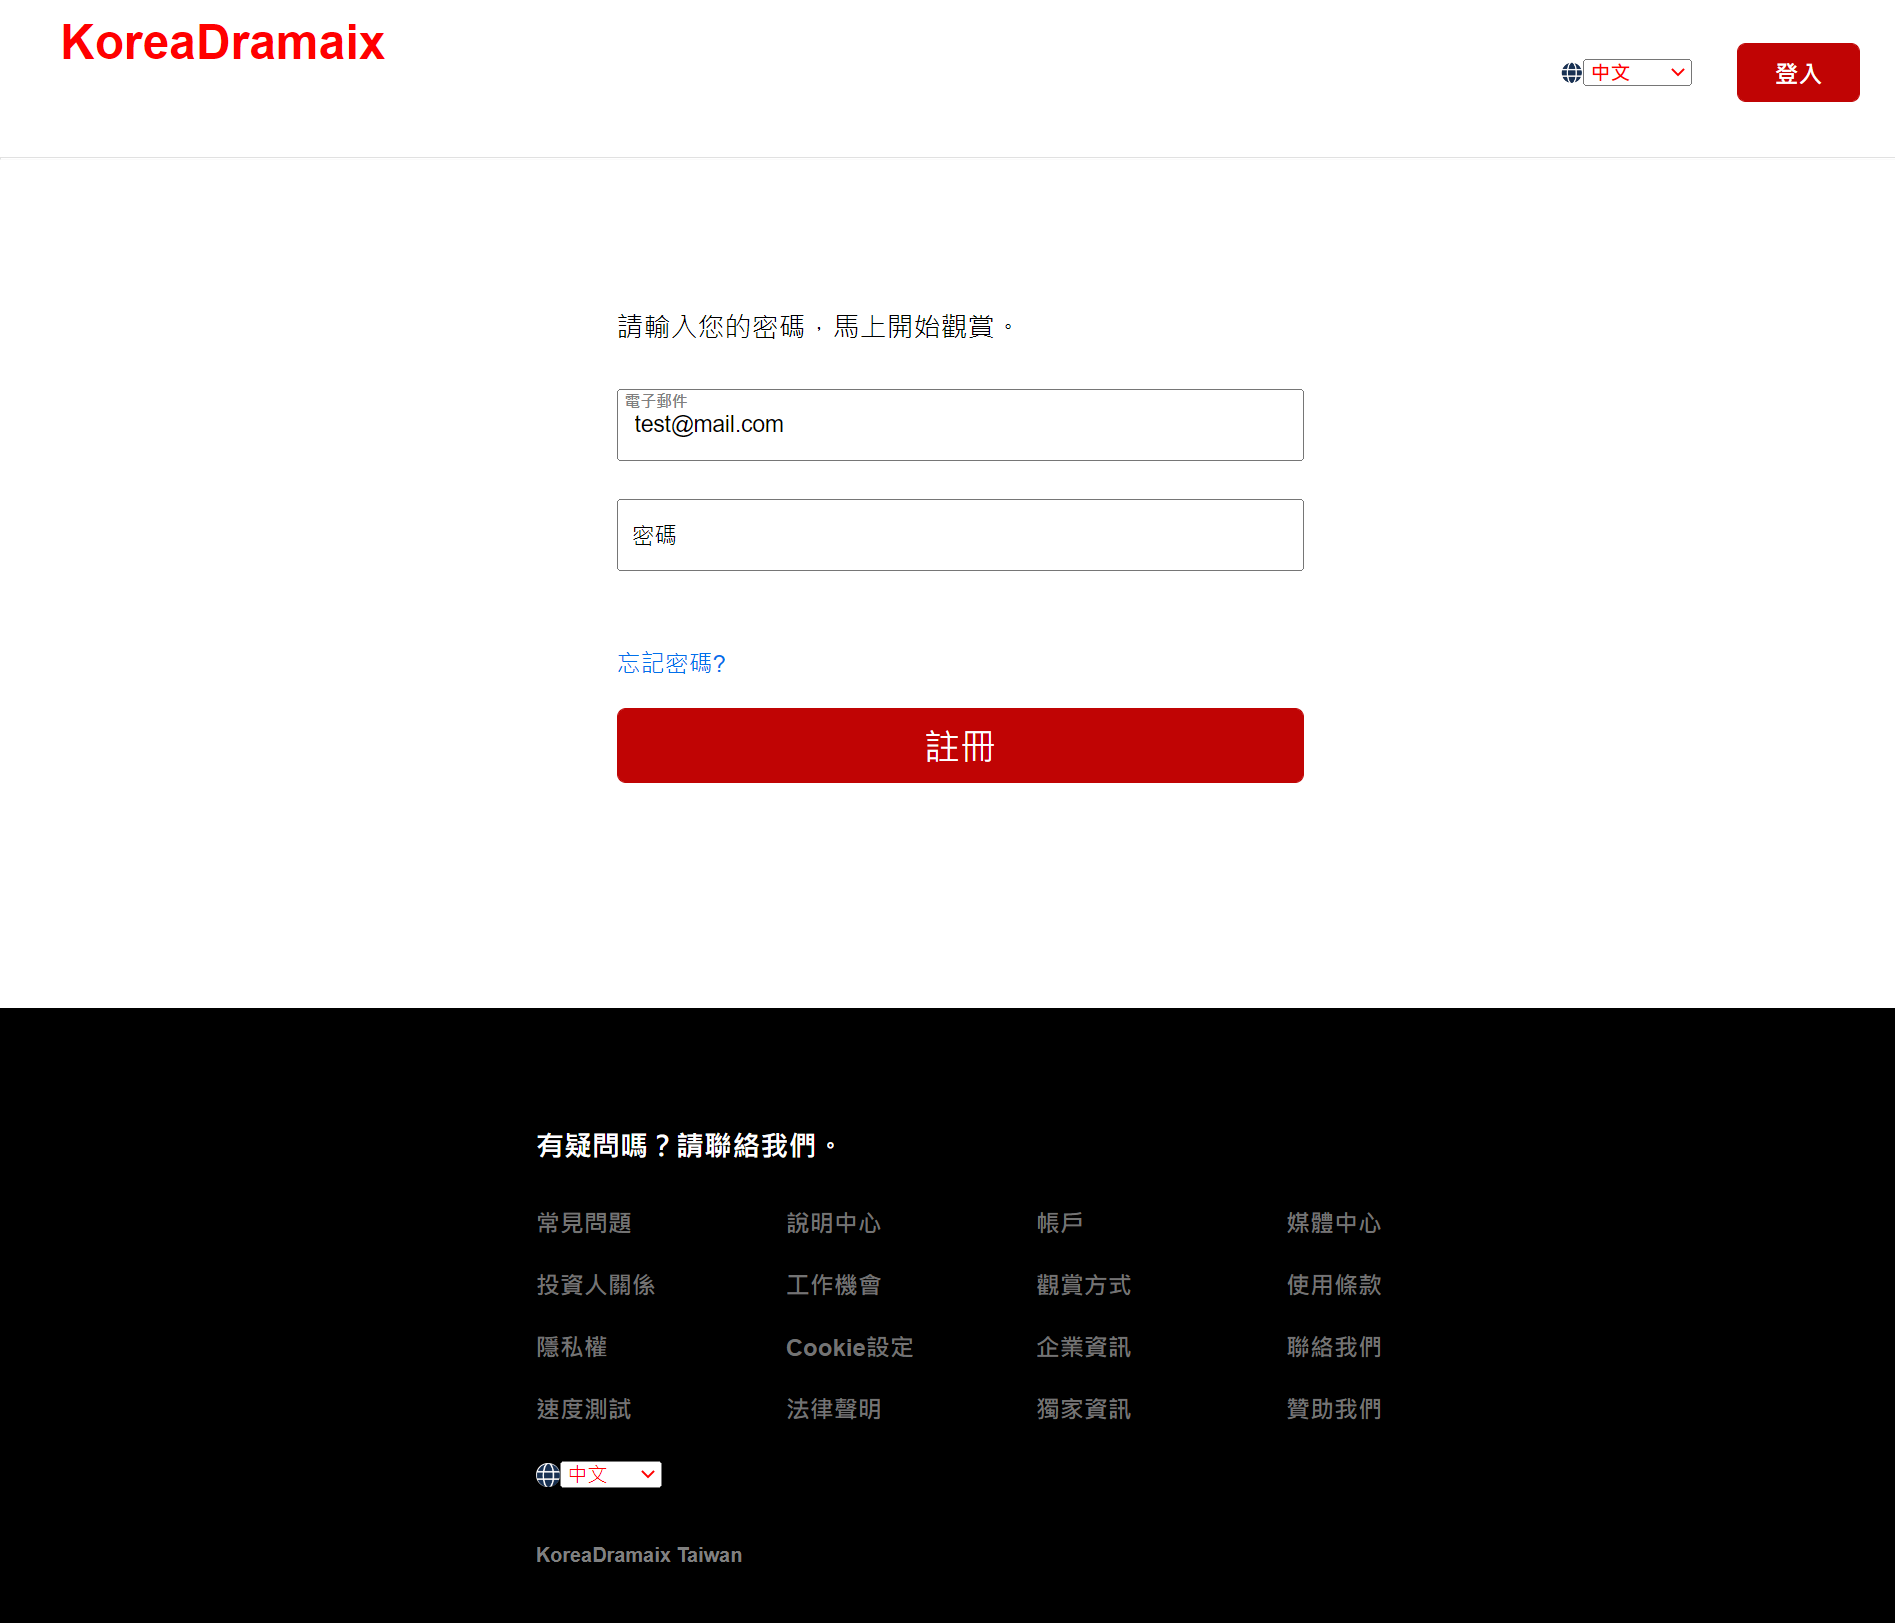 KoreaDramaix
中文
登入
請輸入您的密碼，馬上開始觀賞。
電子郵件
test@mail.com
密碼
忘記密碼?
註冊
有疑問嗎？請聯絡我們。
常見問題 說明中心 帳戶 媒體中心
投資人關係 工作機會 觀賞方式 使用條款
隱私權 Cookie設定 企業資訊 聯絡我們
速度測試 法律聲明 獨家資訊 贊助我們
中文
KoreaDramaix Taiwan